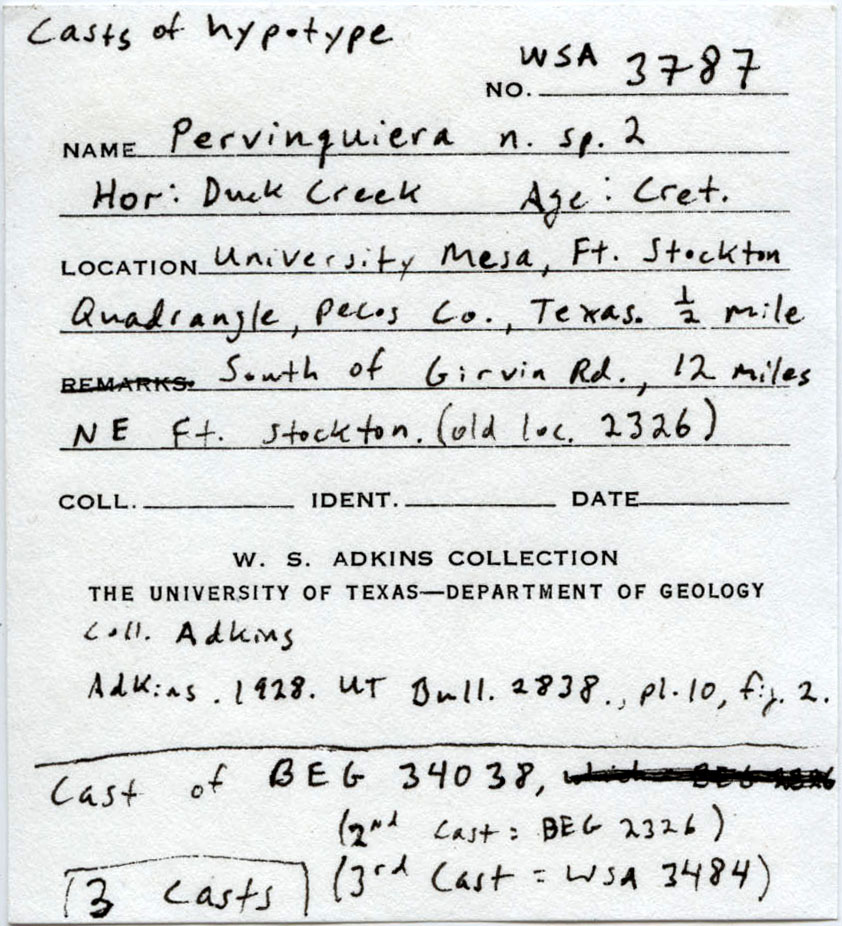 Casts of hypotype
NO. WSA 3787
NAME Pervinquiera n. sp. 2
Hor: Duck Creek Age: Cret.
LOCATION University Mesa, Ft. Stockton
Quadrangle, Pecos Co., Texas. ½ mile
REMARKS. South of Girvin Rd., 12 miles
NE Ft. Stockton. (old loc. 2326)
COLL. IDENT. DATE
W. S. ADKINS COLLECTION
THE UNIVERSITY OF TEXAS—DEPARTMENT OF GEOLOGY
Coll. Adkins
Adkins. 1928. UT Bull. 2838., pl. 10, fig. 2.
Cast of BEG 34038,
(2nd Cast = BEG 2326)
3 Casts (3rd Cast = WSA 3484)